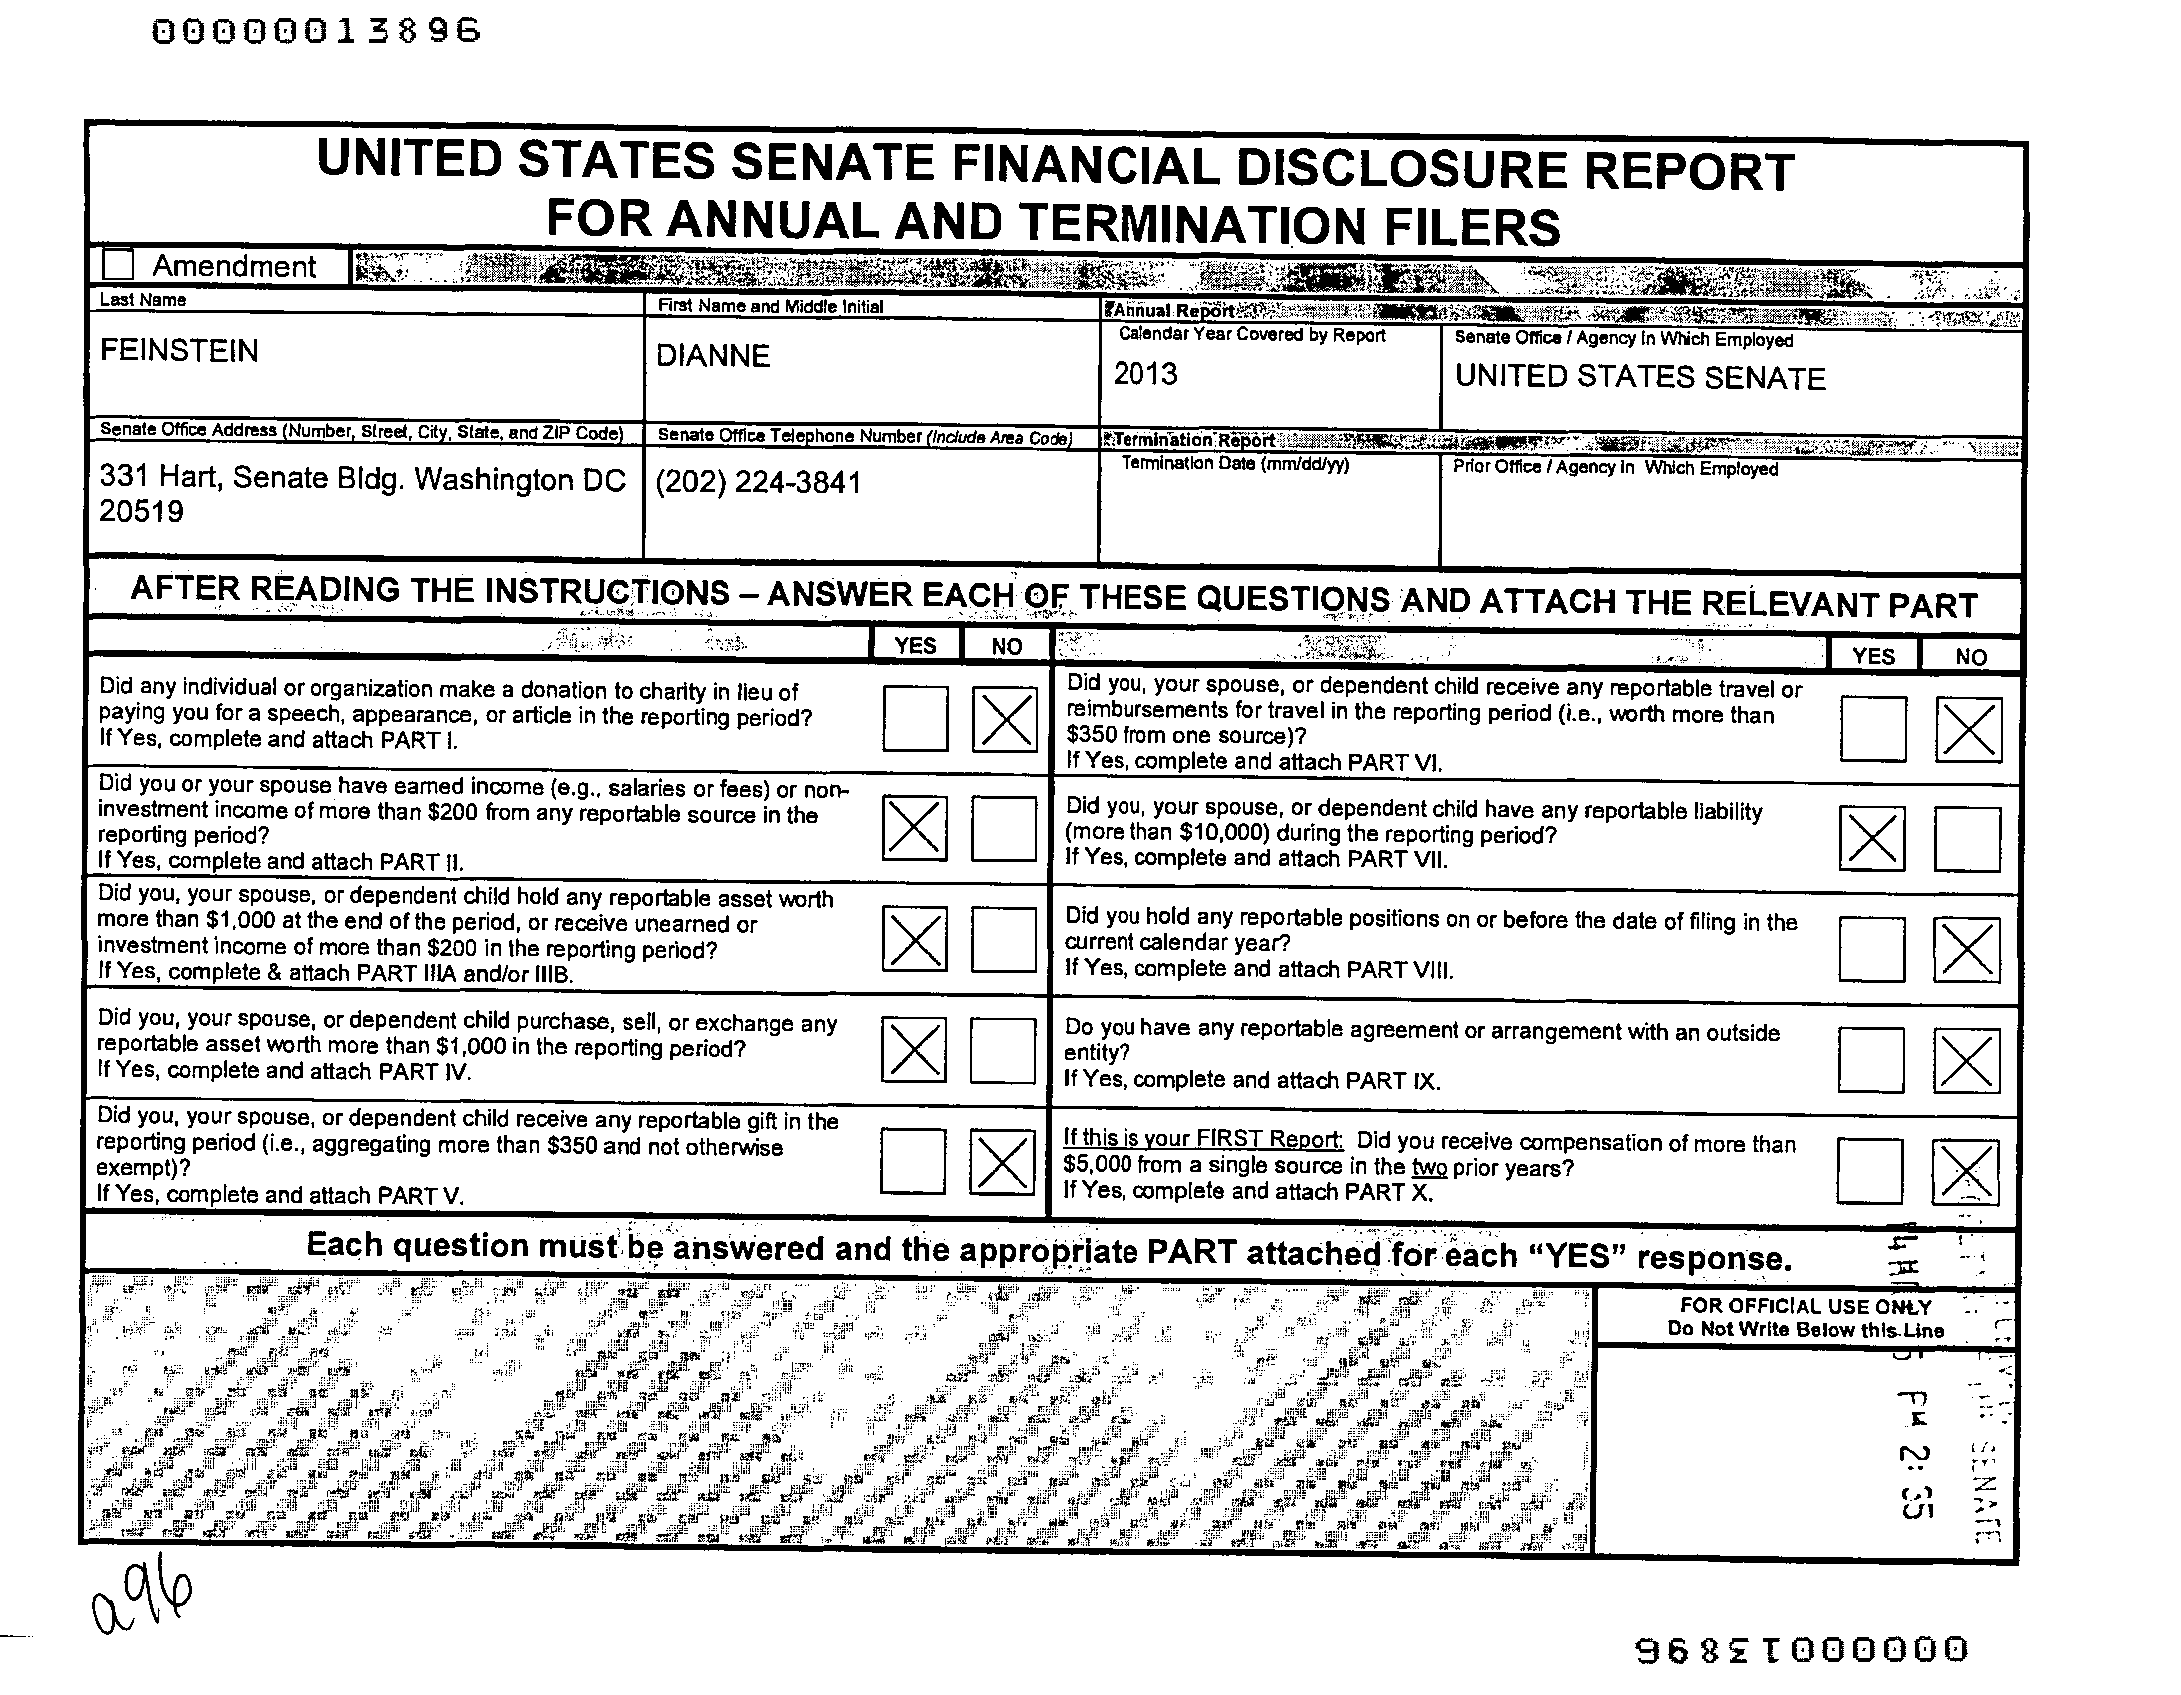 00000013896
UNITED STATES SENATE FINANCIAL DISCLOSURE REPORT
FOR ANNUAL AND TERMINATION FILERS
Amendment
Last Name
First Name and Middle Initial
Annual Report
Calendar Year Covered by Report
Senate Office / Agency In Which Employed
FEINSTEIN
DIANNE
2013
UNITED STATES SENATE
Senate Office Address (Number, Street, City, State, and ZIP Code)
Senate Office Telephone Number (Include Area Code)
Termination Report
Termination Date (mm/dd/yy)
Prior Office / Agency In Which Employed
331 Hart, Senate Bldg. Washington DC
20519
(202) 224-3841
AFTER READING THE INSTRUCTIONS – ANSWER EACH OF THESE QUESTIONS AND ATTACH THE RELEVANT PART
YES NO
YES NO
Did any individual or organization make a donation to charity in lieu of
paying you for a speech, appearance, or article in the reporting period?
If Yes, complete and attach PART I.
Did you, your spouse, or dependent child receive any reportable travel or
reimbursements for travel in the reporting period (i.e., worth more than
$350 from one source)?
If Yes, complete and attach PART VI.
Did you or your spouse have earned income (e.g., salaries or fees) or non-
investment income of more than $200 from any reportable source in the
reporting period?
If Yes, complete and attach PART II.
Did you, your spouse, or dependent child have any reportable liability
(more than $10,000) during the reporting period?
If Yes, complete and attach PART VII.
Did you, your spouse, or dependent child hold any reportable asset worth
more than $1,000 at the end of the period, or receive unearned or
investment income of more than $200 in the reporting period?
If Yes, complete & attach PART IIIA and/or IIIB.
Did you hold any reportable positions on or before the date of filing in the
current calendar year?
If Yes, complete and attach PART VIII.
Did you, your spouse, or dependent child purchase, sell, or exchange any
reportable asset worth more than $1,000 in the reporting period?
If Yes, complete and attach PART IV.
Do you have any reportable agreement or arrangement with an outside
entity?
If Yes, complete and attach PART IX.
Did you, your spouse, or dependent child receive any reportable gift in the
reporting period (i.e., aggregating more than $350 and not otherwise
exempt)?
If Yes, complete and attach PART V.
If this is your FIRST Report: Did you receive compensation of more than
$5,000 from a single source in the two prior years?
If Yes, complete and attach PART X.
Each question must be answered and the appropriate PART attached for each “YES” response.
FOR OFFICIAL USE ONLY
Do Not Write Below this Line
PM 2:35
SENATE
a96
00000013896